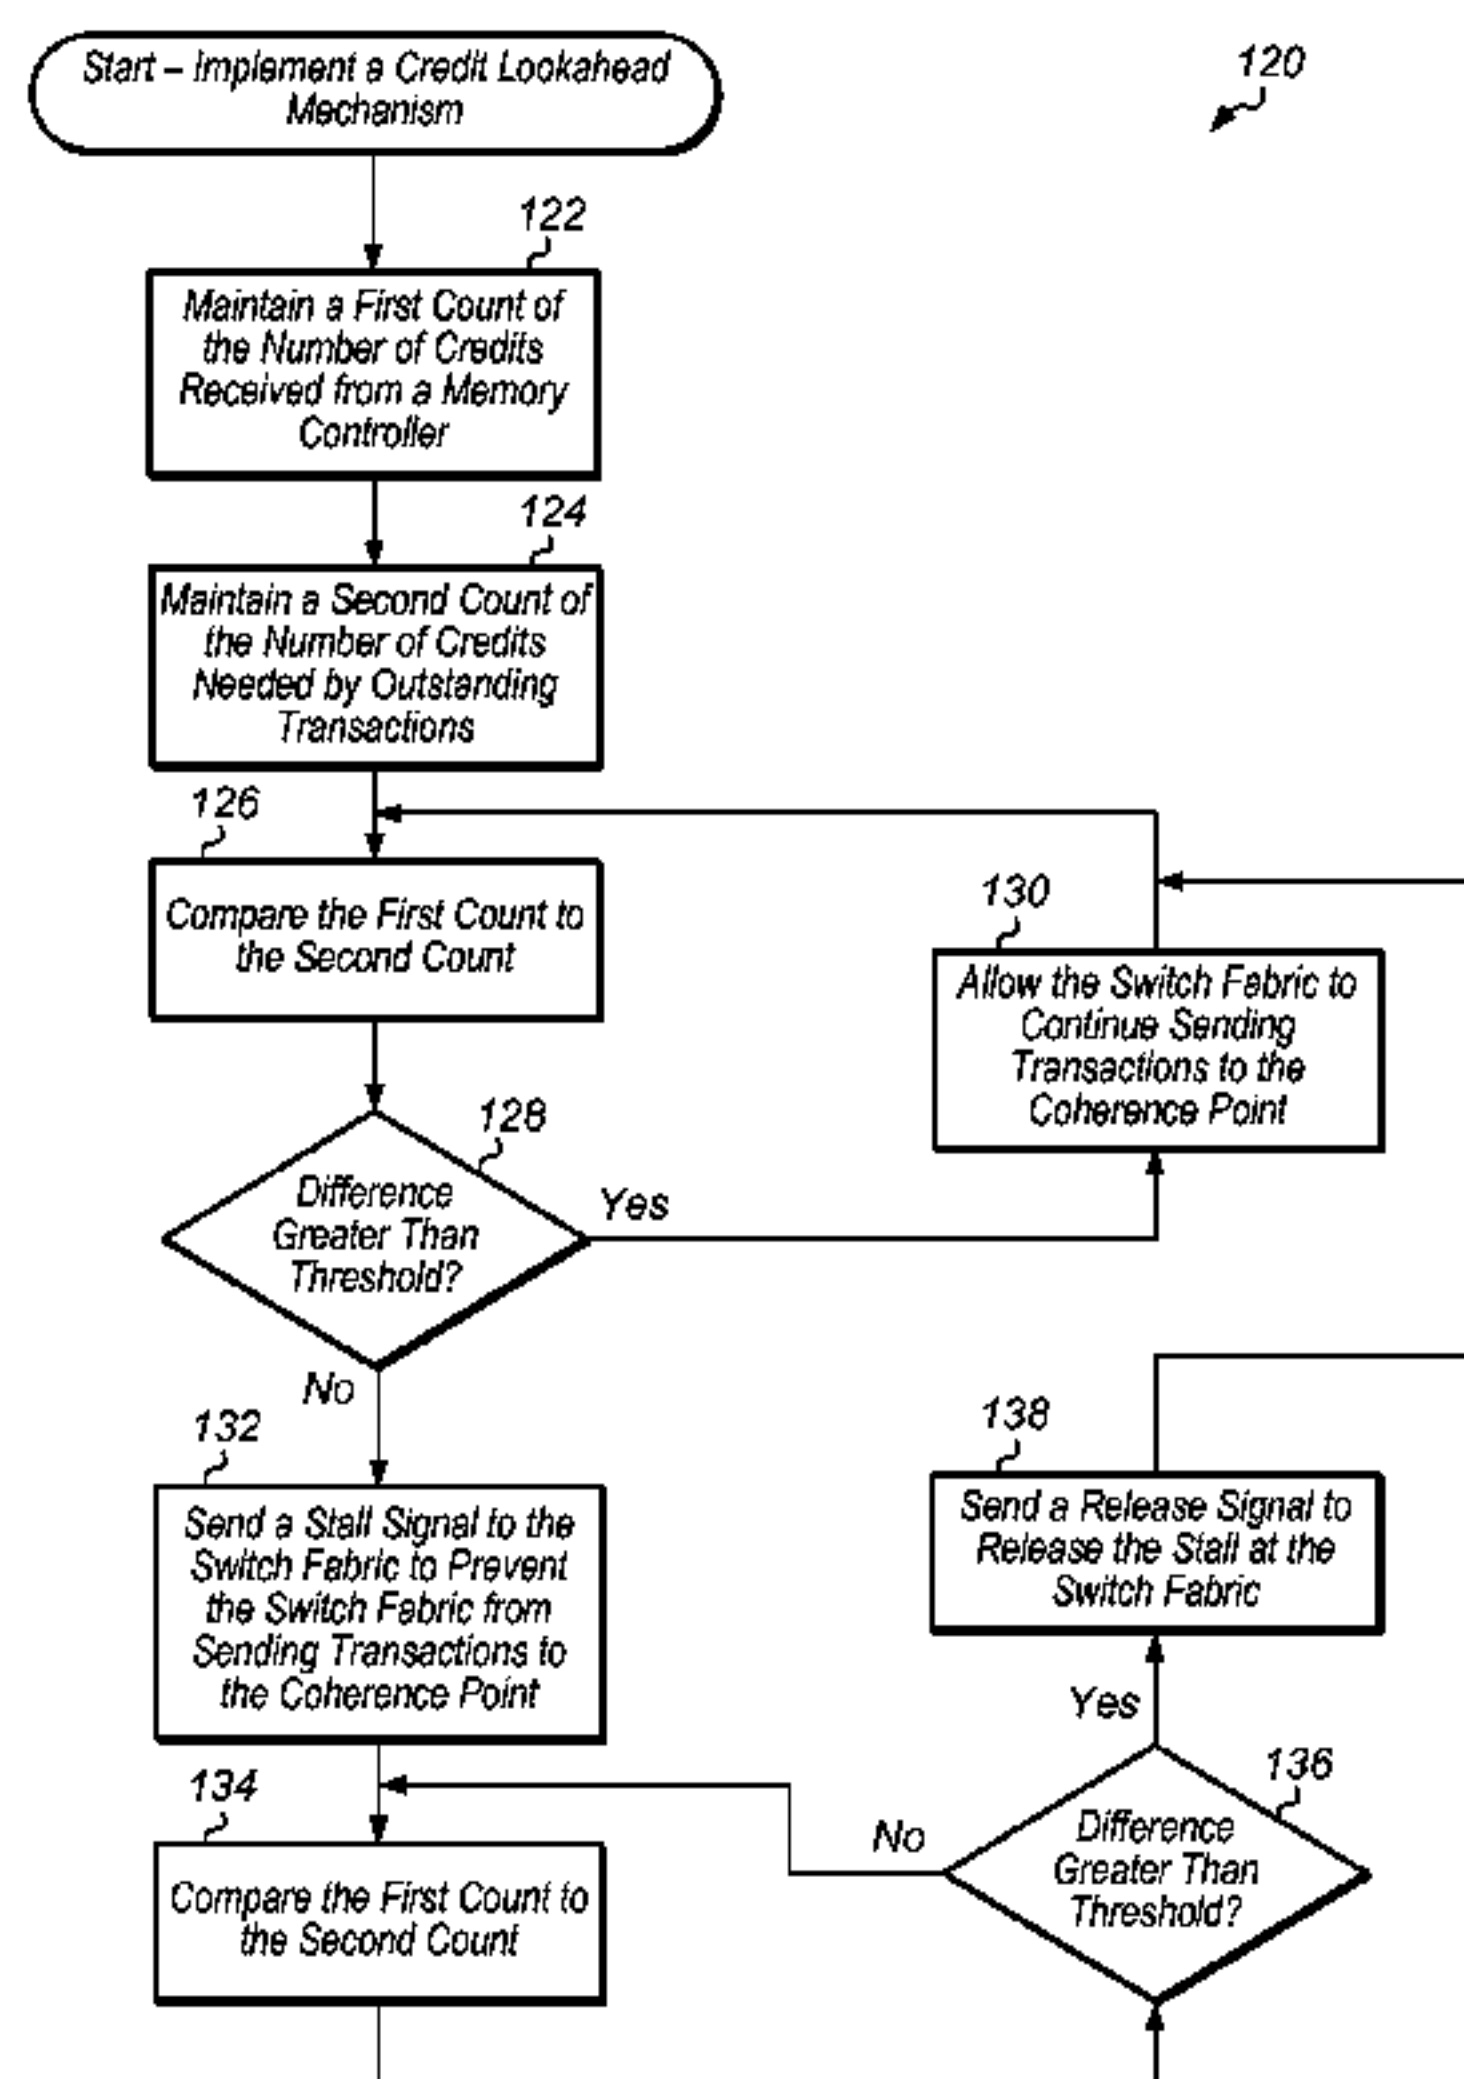 Start – Implement a Credit Lookahead
Mechanism
120
122
Maintain a First Count of
the Number of Credits
Received from a Memory
Controller
124
Maintain a Second Count of
the Number of Credits
Needed by Outstanding
Transactions
126
Compare the First Count to
the Second Count
130
Allow the Switch Fabric to
Continue Sending
Transactions to the
Coherence Point
128
Difference
Greater Than
Threshold?
Yes
No
132
Send a Stall Signal to the
Switch Fabric to Prevent
the Switch Fabric from
Sending Transactions to
the Coherence Point
138
Send a Release Signal to
Release the Stall at the
Switch Fabric
Yes
134
Compare the First Count to
the Second Count
No
136
Difference
Greater Than
Threshold?